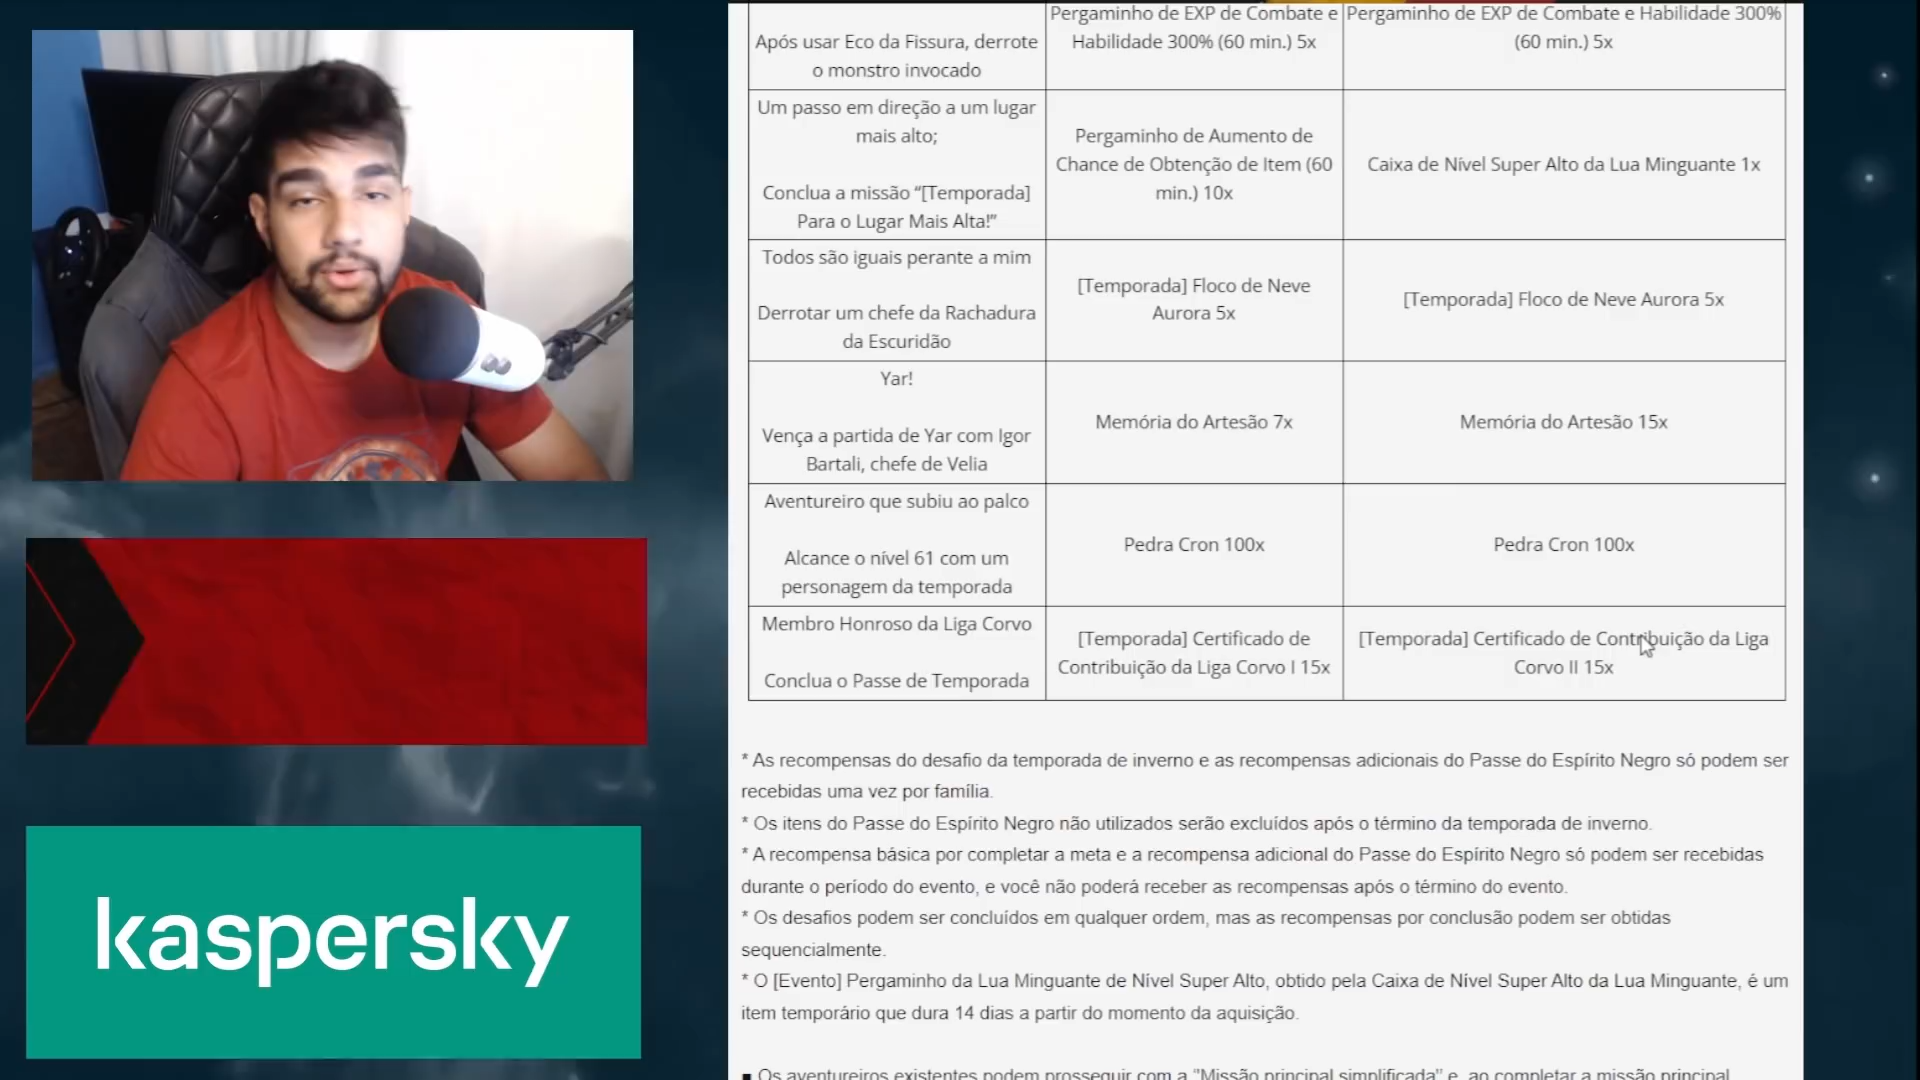 Pergaminho de EXP de Combate e
Habilidade 300% (60 min.) 5x
Pergaminho de EXP de Combate e Habilidade 300%
(60 min.) 5x
Após usar Eco da Fissura, derrote
o monstro invocado
Um passo em direção a um lugar
mais alto;
Conclua a missão “[Temporada]
Para o Lugar Mais Alta!”
Pergaminho de Aumento de
Chance de Obtenção de Item (60
min.) 10x
Caixa de Nível Super Alto da Lua Minguante 1x
Todos são iguais perante a mim
Derrotar um chefe da Rachadura
da Escuridão
[Temporada] Floco de Neve
Aurora 5x
[Temporada] Floco de Neve Aurora 5x
Yar!
Vença a partida de Yar com Igor
Bartali, chefe de Velia
Memória do Artesão 7x
Memória do Artesão 15x
Aventureiro que subiu ao palco
Alcance o nível 61 com um
personagem da temporada
Pedra Cron 100x
Pedra Cron 100x
Membro Honroso da Liga Corvo
Conclua o Passe de Temporada
[Temporada] Certificado de
Contribuição da Liga Corvo I 15x
[Temporada] Certificado de Contribuição da Liga
Corvo II 15x
* As recompensas do desafio da temporada de inverno e as recompensas adicionais do Passe do Espírito Negro só podem ser
recebidas uma vez por família.
* Os itens do Passe do Espírito Negro não utilizados serão excluídos após o término da temporada de inverno.
* A recompensa básica por completar a meta e a recompensa adicional do Passe do Espírito Negro só podem ser recebidas
durante o período do evento, e você não poderá receber as recompensas após o término do evento.
* Os desafios podem ser concluídos em qualquer ordem, mas as recompensas por conclusão podem ser obtidas
sequencialmente.
* O [Evento] Pergaminho da Lua Minguante de Nível Super Alto, obtido pela Caixa de Nível Super Alto da Lua Minguante, é um
item temporário que dura 14 dias a partir do momento da aquisição.
■ Os aventureiros existentes podem prosseguir com a "Missão principal simplificada" e, ao completar a missão principal
kaspersky